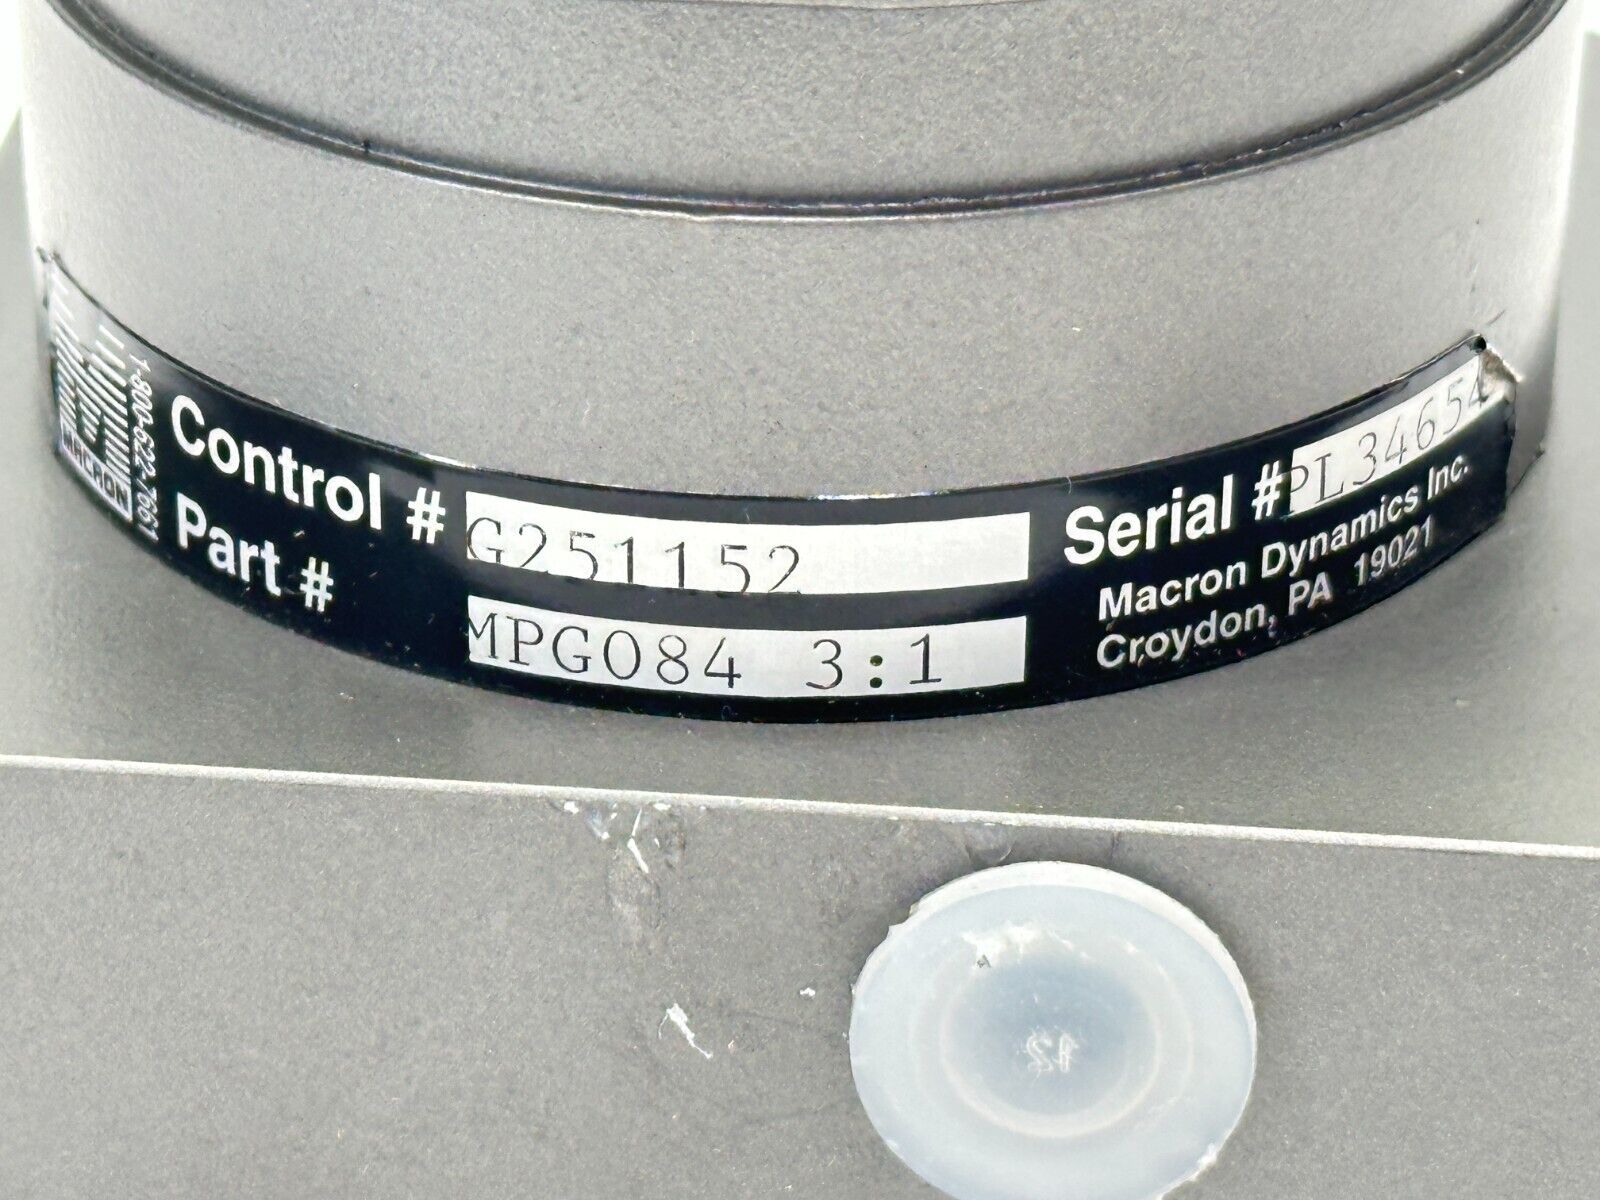 MACRON
1-800-622-7661
Control # G251152
Part # MPG084 3:1
Serial # PL34654
Macron Dynamics Inc.
Croydon, PA 19021